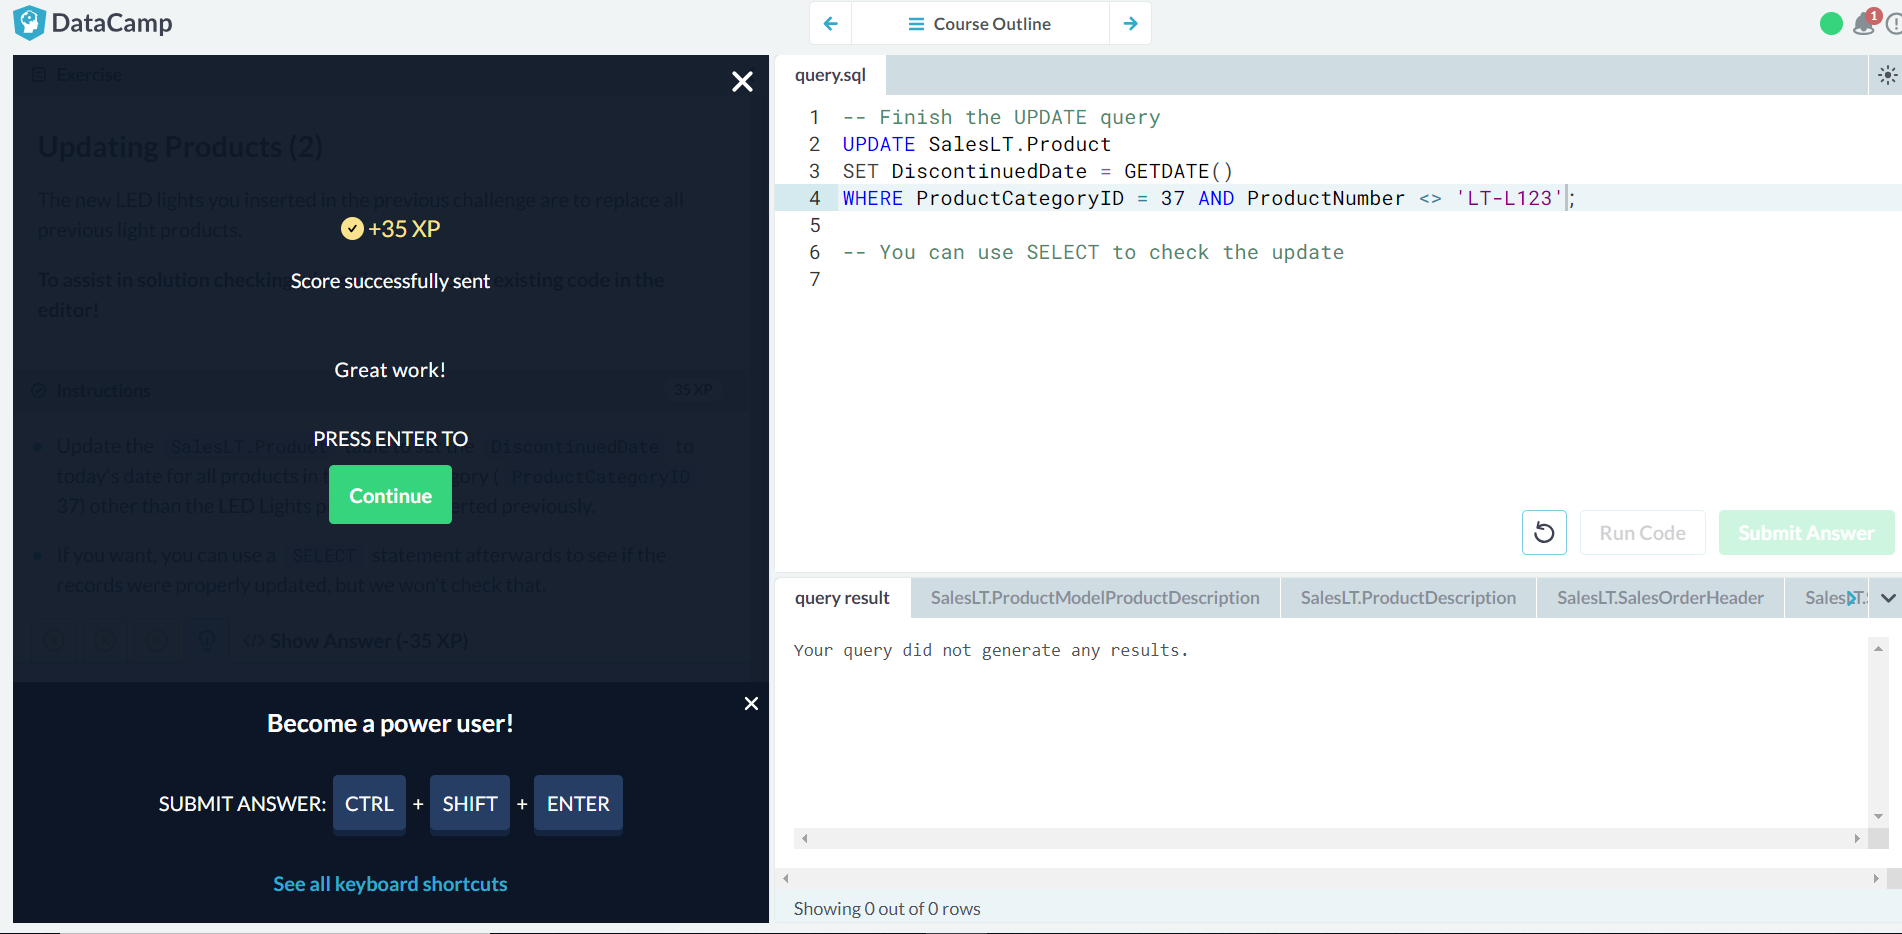 DataCamp
Course Outline
1
Exercise
Updating Products (2)
The new LED lights you inserted in the previous challenge are to replace all
previous light products.
+35 XP
To assist in solution checking
existing code in the
editor!
Score successfully sent
Great work!
Instructions
35 XP
PRESS ENTER TO
Update the SalesLT.Product table to set the DiscontinuedDate to
today's date for all products in
gory ( ProductCategoryID
37) other than the LED Lights p
erted previously.
Continue
If you want, you can use a SELECT statement afterwards to see if the
records were properly updated, but we won't check that.
</> Show Answer (-35 XP)
Become a power user!
SUBMIT ANSWER: CTRL + SHIFT + ENTER
See all keyboard shortcuts
query.sql
1 -- Finish the UPDATE query
2 UPDATE SalesLT.Product
3 SET DiscontinuedDate = GETDATE()
4 WHERE ProductCategoryID = 37 AND ProductNumber <> 'LT-L123';
5
6 -- You can use SELECT to check the update
7
Run Code
Submit Answer
query result
SalesLT.ProductModelProductDescription
SalesLT.ProductDescription
SalesLT.SalesOrderHeader
SalesLT.
Your query did not generate any results.
Showing 0 out of 0 rows